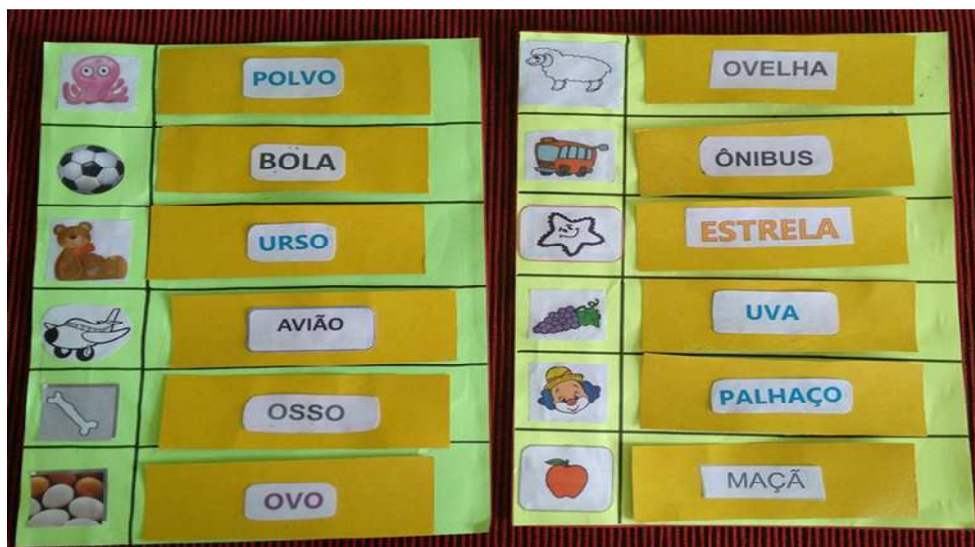 POLVO
BOLA
URSO
AVIÃO
OSSO
OVO
OVELHA
ÔNIBUS
ESTRELA
UVA
PALHAÇO
MAÇÃ